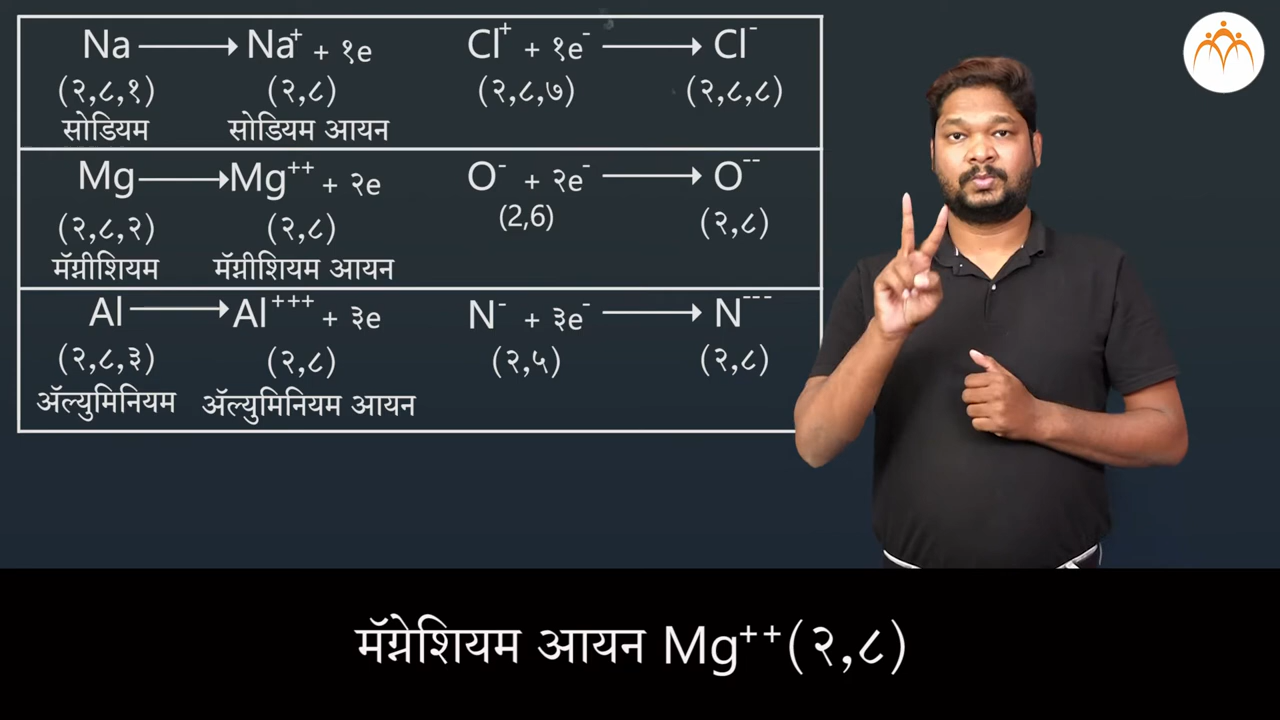 Na ⟶ Na⁺ + १e Cl⁺ + १e⁻ ⟶ Cl⁻
(२,८,१) (२,८) (२,८,७) (२,८,८)
सोडियम सोडियम आयन
Mg ⟶ Mg⁺⁺ + २e O⁻ + २e⁻ ⟶ O⁻⁻
(२,८,२) (२,८) (2,6) (२,८)
मॅग्नीशियम मॅग्नीशियम आयन
Al ⟶ Al⁺⁺⁺ + ३e N⁻ + ३e⁻ ⟶ N⁻⁻⁻
(२,८,३) (२,८) (२,५) (२,८)
ॲल्युमिनियम ॲल्युमिनियम आयन
मॅग्नेशियम आयन Mg⁺⁺(२,८)